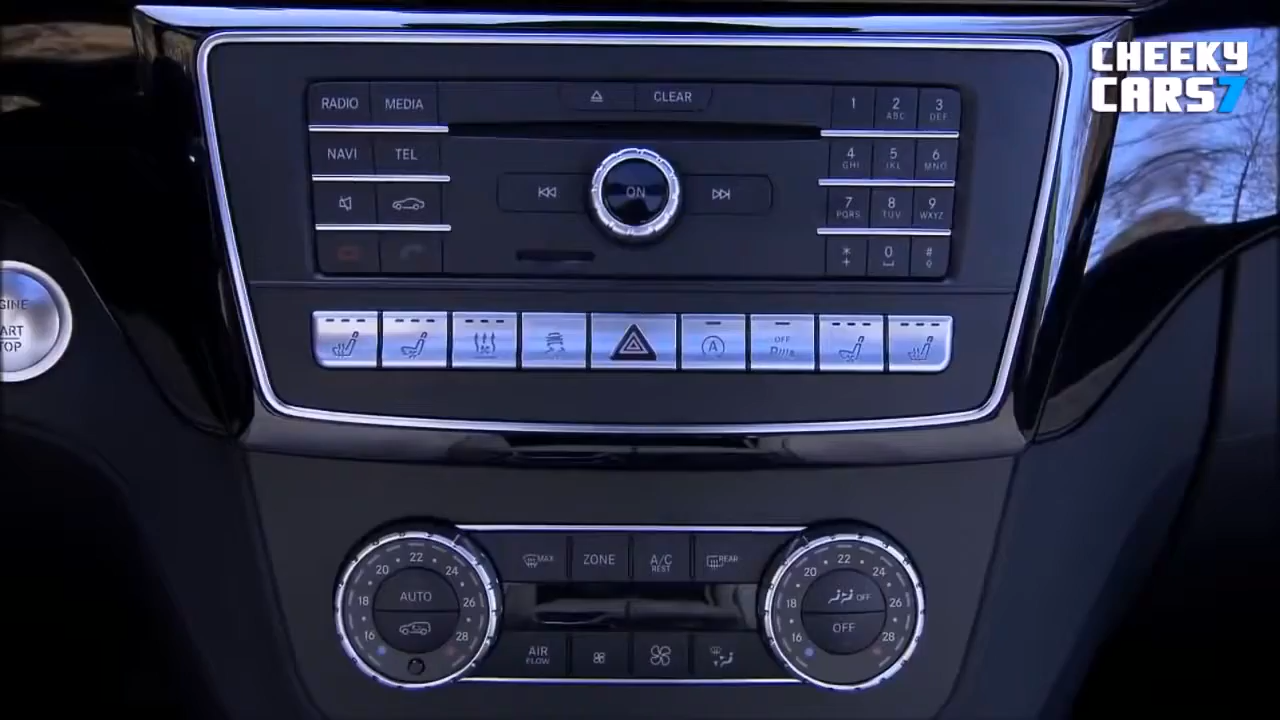 CHEEKY
CARS7
RADIO MEDIA
CLEAR
1 2 ABC 3 DEF
NAVI TEL
4 GHI 5 JKL 6 MNO
ON
7 PQRS 8 TUV 9 WXYZ
* + 0 #
GINE
ART
TOP
A
OFF
MAX ZONE A/C REST REAR
16 18 20 22 24 26 28
AUTO
16 18 20 22 24 26 28
OFF
OFF
AIR
FLOW